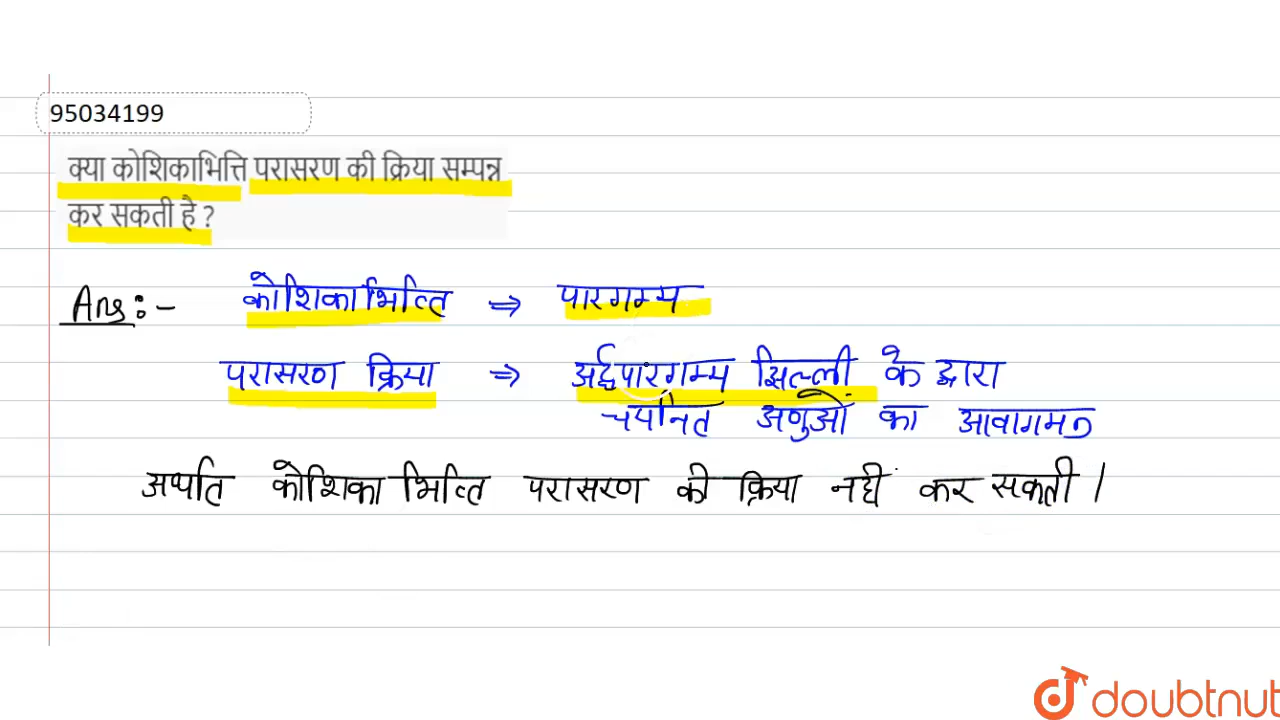 95034199
क्या कोशिकाभित्ति परासरण की क्रिया सम्पन्न
कर सकती है ?
Ans:- कोशिकाभित्ति ⇒ पारगम्य
परासरण क्रिया ⇒ अर्द्धपारगम्य झिल्ली के द्वारा
चयनित अणुओं का आवागमन
अर्थात कोशिका भित्ति परासरण की क्रिया नहीं कर सकती ।
doubtnut